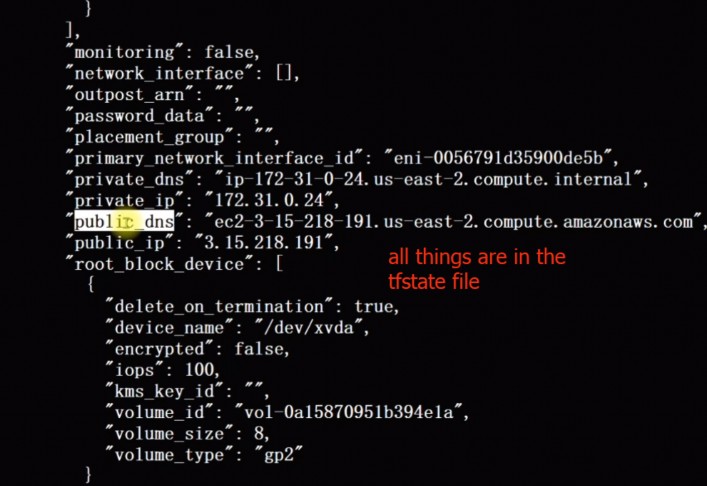 }
],
"monitoring": false,
"network_interface": [],
"outpost_arn": "",
"password_data": "",
"placement_group": "",
"primary_network_interface_id": "eni-0056791d35900de5b",
"private_dns": "ip-172-31-0-24.us-east-2.compute.internal",
"private_ip": "172.31.0.24",
"public_dns": "ec2-3-15-218-191.us-east-2.compute.amazonaws.com",
"public_ip": "3.15.218.191",
"root_block_device": [
all things are in the
tfstate file
{
"delete_on_termination": true,
"device_name": "/dev/xvda",
"encrypted": false,
"iops": 100,
"kms_key_id": "",
"volume_id": "vol-0a15870951b394e1a",
"volume_size": 8,
"volume_type": "gp2"
}